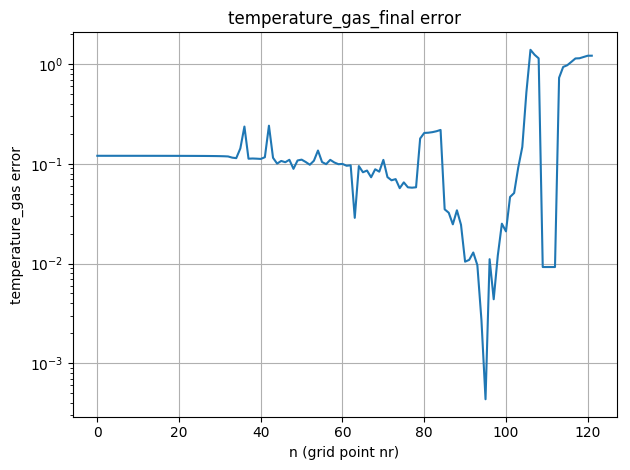 temperature_gas_final error
10⁰
10⁻¹
10⁻²
10⁻³
temperature_gas error
0 20 40 60 80 100 120
n (grid point nr)